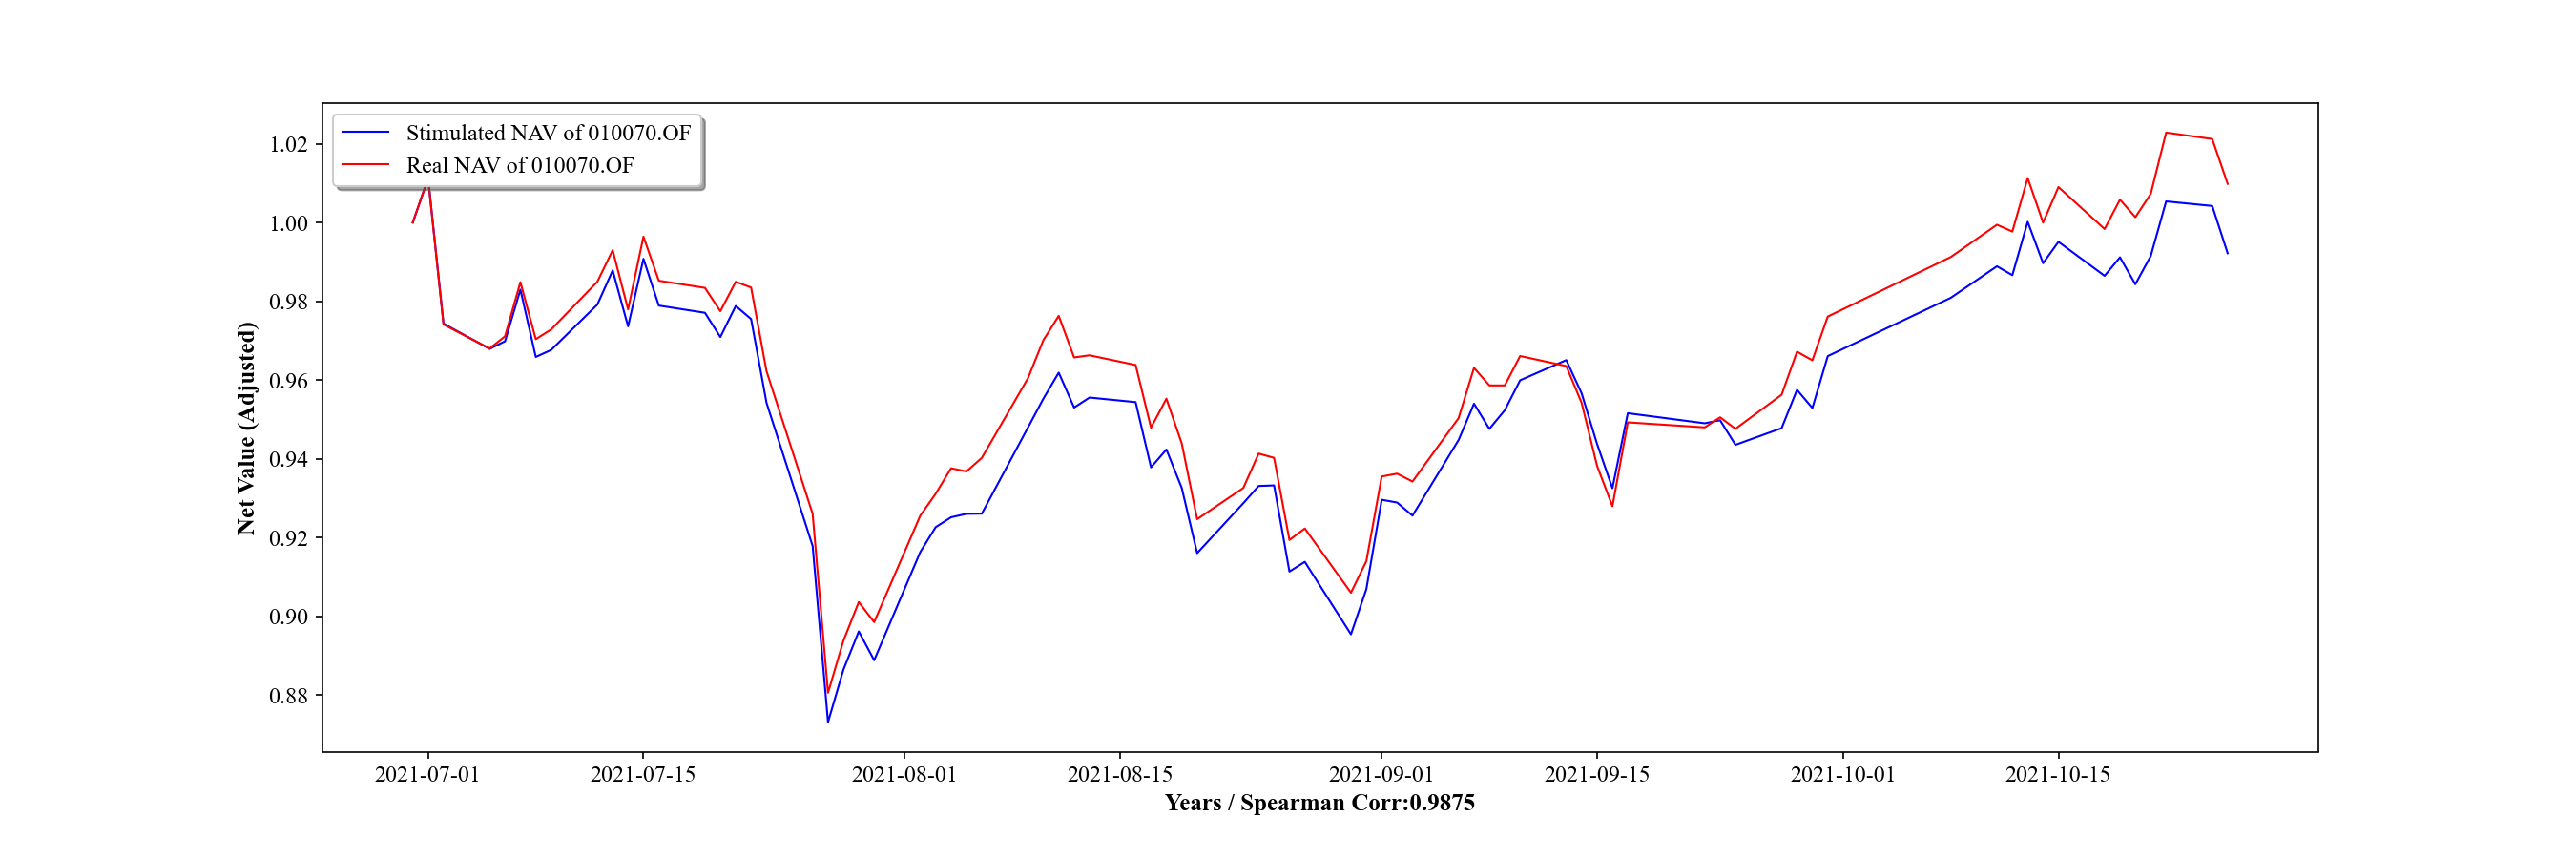 Stimulated NAV of 010070.OF
Real NAV of 010070.OF
Net Value (Adjusted)
1.02
1.00
0.98
0.96
0.94
0.92
0.90
0.88
2021-07-01 2021-07-15 2021-08-01 2021-08-15 2021-09-01 2021-09-15 2021-10-01 2021-10-15
Years / Spearman Corr:0.9875